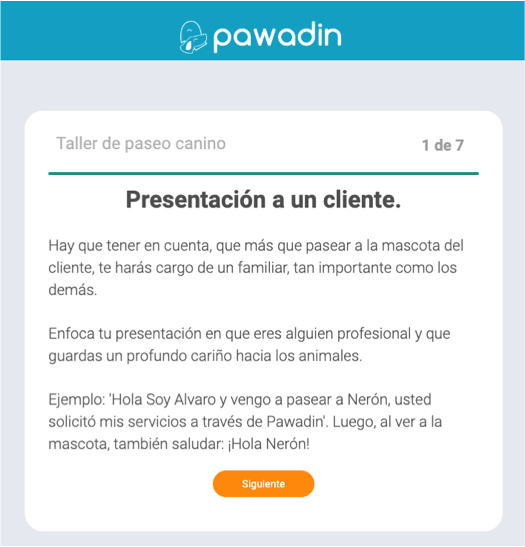 pawadin
Taller de paseo canino
1 de 7
Presentación a un cliente.
Hay que tener en cuenta, que más que pasear a la mascota del
cliente, te harás cargo de un familiar, tan importante como los
demás.
Enfoca tu presentación en que eres alguien profesional y que
guardas un profundo cariño hacia los animales.
Ejemplo: 'Hola Soy Alvaro y vengo a pasear a Nerón, usted
solicitó mis servicios a través de Pawadin'. Luego, al ver a la
mascota, también saludar: ¡Hola Nerón!
Siguiente